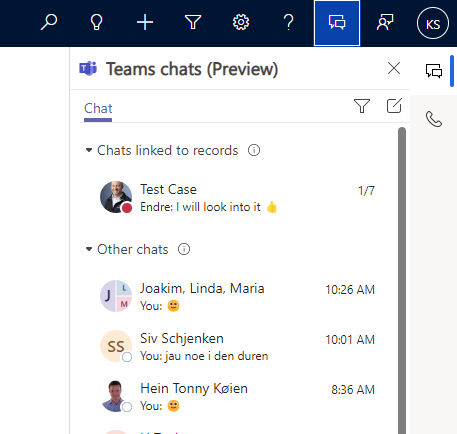 KS
Teams chats (Preview)
Chat
Chats linked to records
Test Case 1/7
Endre: I will look into it 👍
Other chats
J L M
Joakim, Linda, Maria 10:26 AM
You: 🙂
SS
Siv Schjenken 10:01 AM
You: jau noe i den duren
Hein Tonny Køien 8:36 AM
You: 🙂